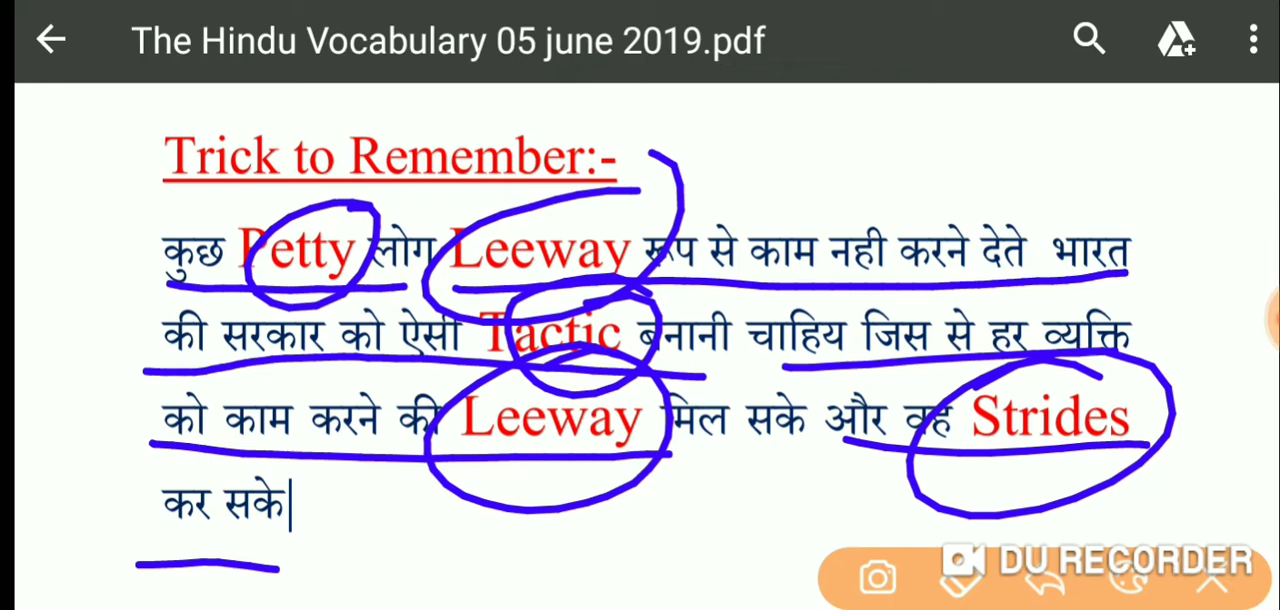 The Hindu Vocabulary 05 june 2019.pdf
Trick to Remember:-
कुछ Petty लोग Leeway रूप से काम नही करने देते भारत
की सरकार को ऐसी Tactic बनानी चाहिय जिस से हर व्यक्ति
को काम करने की Leeway मिल सके और वह Strides
कर सके|
DU RECORDER